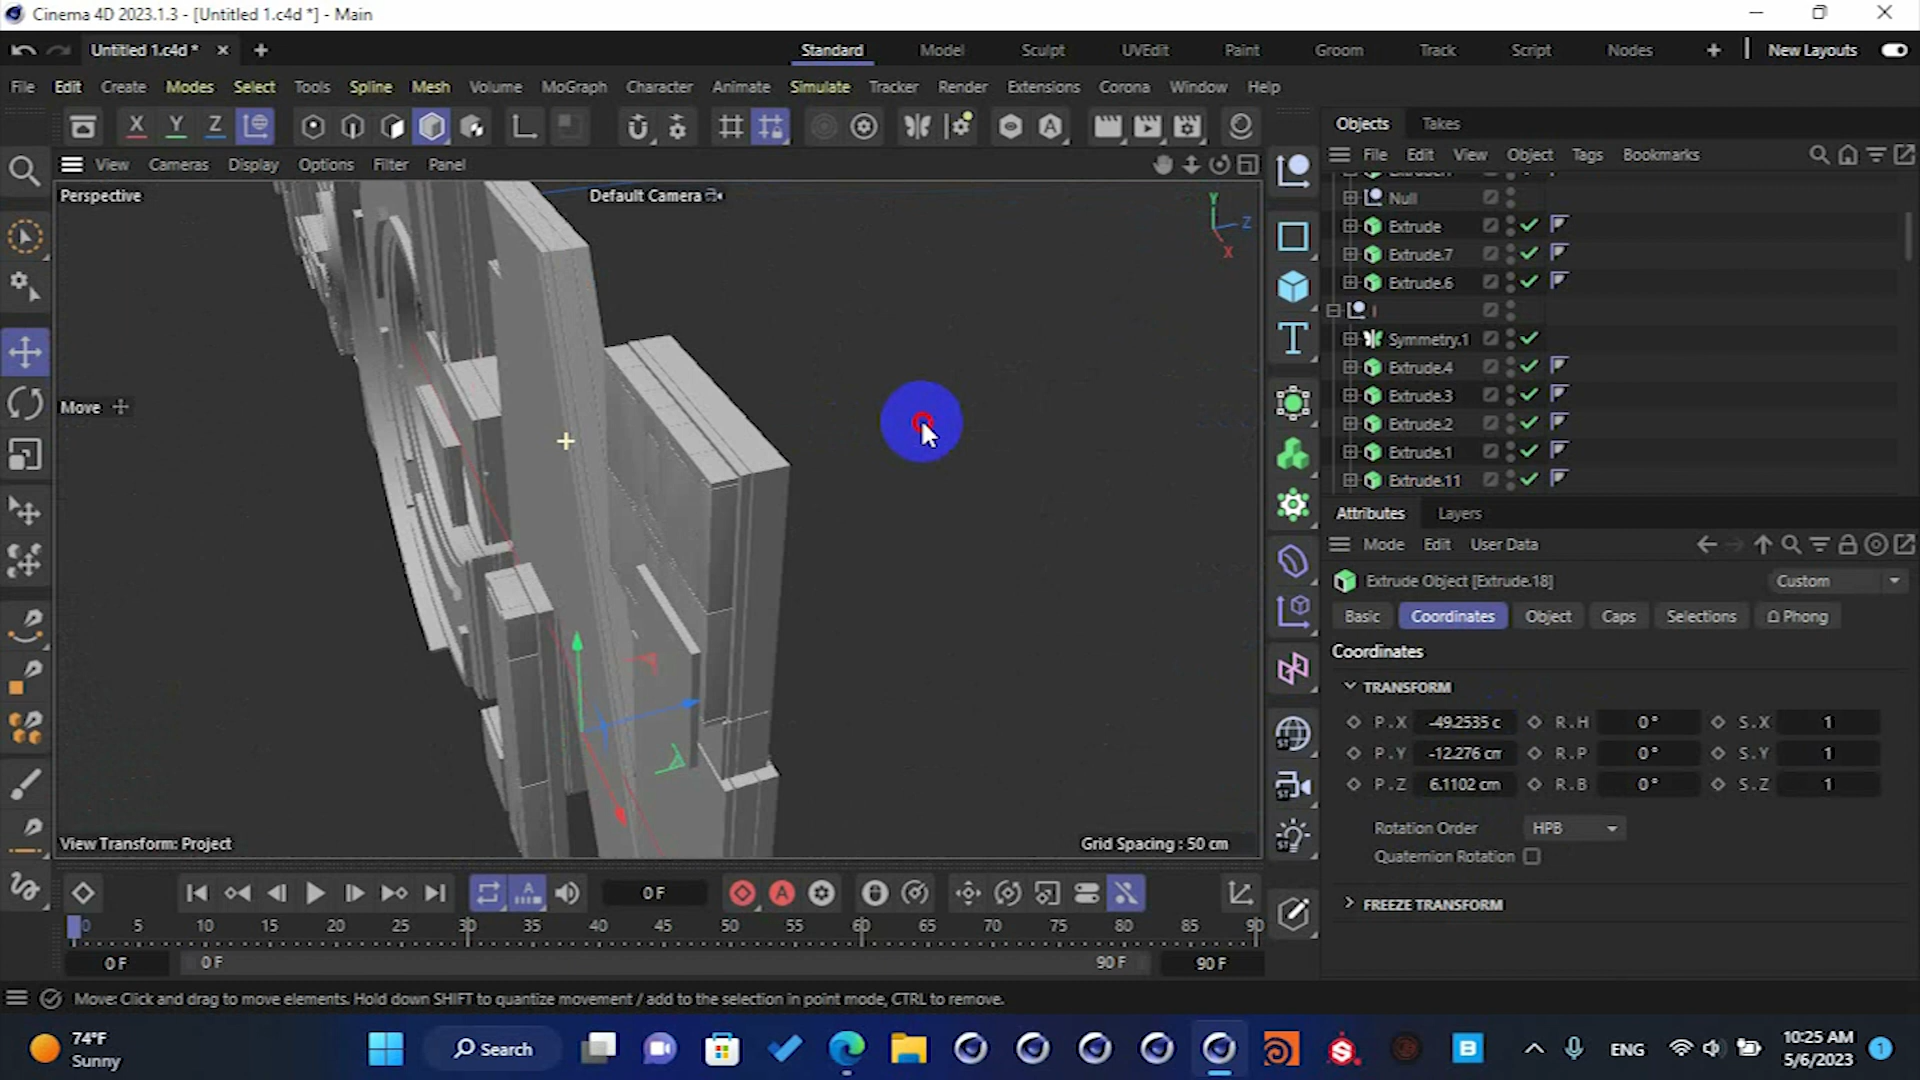 Cinema 4D 2023.1.3 - [Untitled 1.c4d *] - Main
Untitled 1.c4d *
Standard Model Sculpt UVEdit Paint Groom Track Script Nodes New Layouts
File Edit Create Modes Select Tools Spline Mesh Volume MoGraph Character Animate Simulate Tracker Render Extensions Corona Window Help
X Y Z
Objects Takes
View Cameras Display Options Filter Panel
File Edit View Object Tags Bookmarks
Perspective
Default Camera
Y
Z
X
Null
Extrude
Extrude.7
Extrude.6
Symmetry.1
Extrude.4
Extrude.3
Extrude.2
Extrude.1
Extrude.11
Move
Attributes Layers
Mode Edit User Data
Extrude Object [Extrude.18]
Custom
Basic Coordinates Object Caps Selections Phong
Coordinates
TRANSFORM
P.X -49.2535 c R.H 0° S.X 1
P.Y -12.276 cm R.P 0° S.Y 1
P.Z 6.1102 cm R.B 0° S.Z 1
Rotation Order HPB
Quaternion Rotation
FREEZE TRANSFORM
View Transform: Project
Grid Spacing : 50 cm
0 F
0 5 10 15 20 25 30 35 40 45 50 55 60 65 70 75 80 85 90
0 F 0 F 90 F 90 F
Move: Click and drag to move elements. Hold down SHIFT to quantize movement / add to the selection in point mode, CTRL to remove.
74°F
Sunny
Search
ENG
10:25 AM
5/6/2023
1